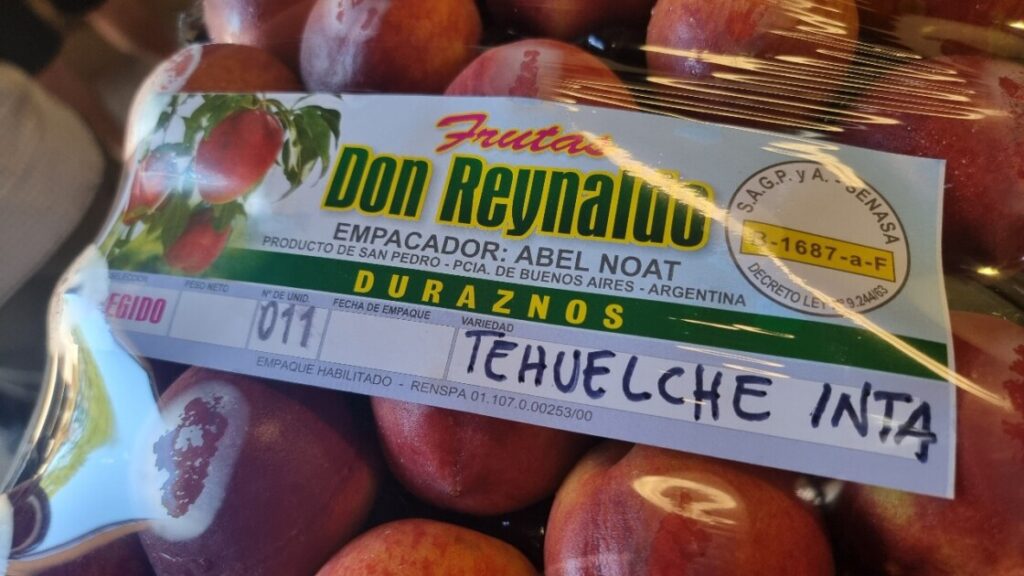 Frutas
Don Reynaldo
EMPACADOR: ABEL NOAT
PRODUCTO DE SAN PEDRO - PCIA. DE BUENOS AIRES - ARGENTINA
DURAZNOS
S.A.G.P. y A. - SENASA
B-1687-a-F
DECRETO LEY
SELECCIÓN
EGIDO
PESO NETO
Nº DE UNID.
011
FECHA DE EMPAQUE
VARIEDAD
TEHUELCHE INTA
EMPAQUE HABILITADO - RENSPA 01.107.0.00253/00